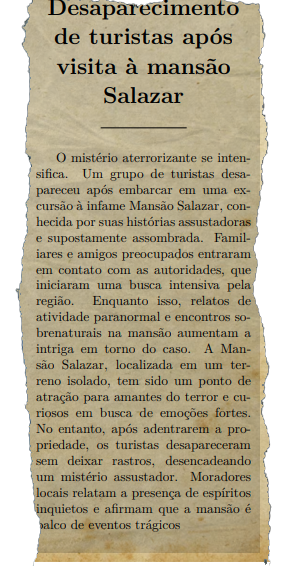 Desaparecimento
de turistas após
visita à mansão
Salazar
O mistério aterrorizante se inten-
sifica. Um grupo de turistas desa-
pareceu após embarcar em uma ex-
cursão à infame Mansão Salazar, con-
hecida por suas histórias assustadoras
e supostamente assombrada. Famil-
iares e amigos preocupados entraram
em contato com as autoridades, que
iniciaram uma busca intensiva pela
região. Enquanto isso, relatos de
atividade paranormal e encontros so-
brenaturais na mansão aumentam a
intriga em torno do caso. A Man-
são Salazar, localizada em um ter-
reno isolado, tem sido um ponto de
atração para amantes do terror e cu-
riosos em busca de emoções fortes.
No entanto, após adentrarem a pro-
priedade, os turistas desapareceram
sem deixar rastros, desencadeando
um mistério assustador. Moradores
locais relatam a presença de espíritos
inquietos e afirmam que a mansão é
palco de eventos trágicos